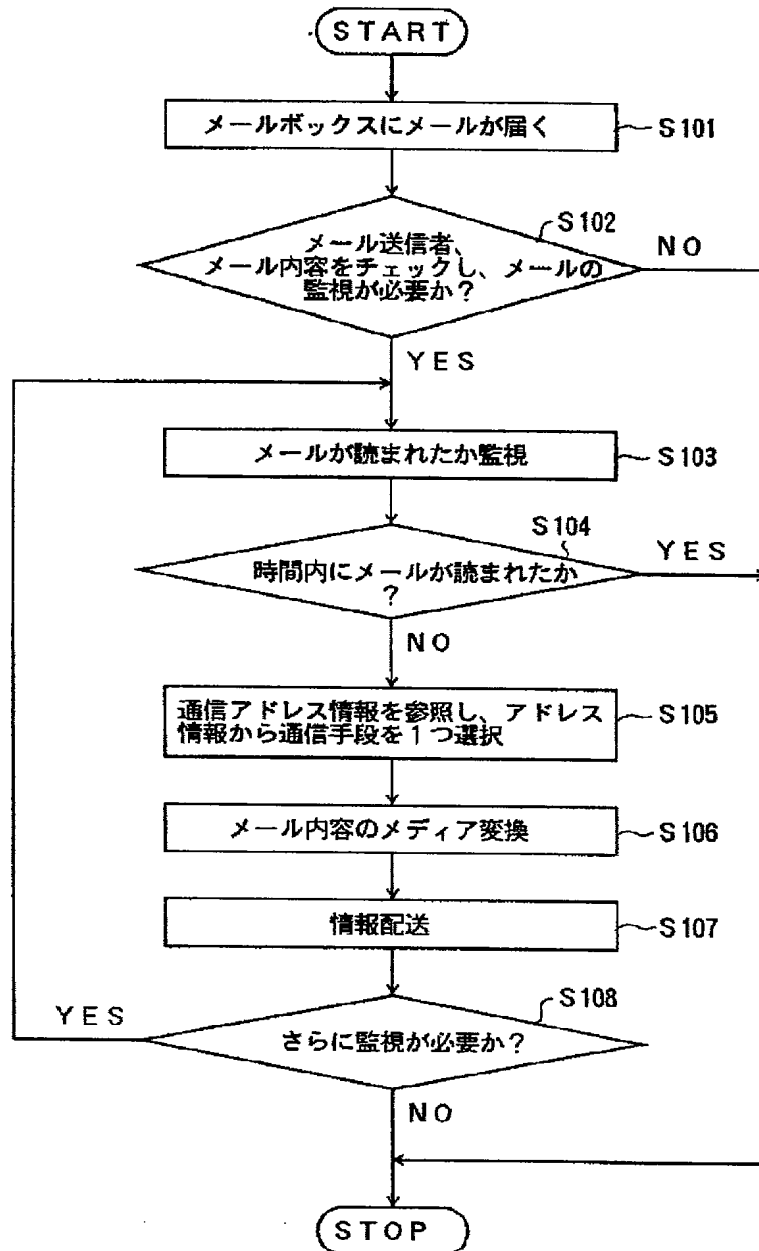 START
メールボックスにメールが届く
S101
S102
メール送信者、
メール内容をチェックし、メールの
監視が必要か？
NO
YES
メールが読まれたか監視
S103
S104
時間内にメールが読まれたか
？
YES
NO
通信アドレス情報を参照し、アドレス
情報から通信手段を１つ選択
S105
メール内容のメディア変換
S106
情報配送
S107
S108
さらに監視が必要か？
YES
NO
STOP